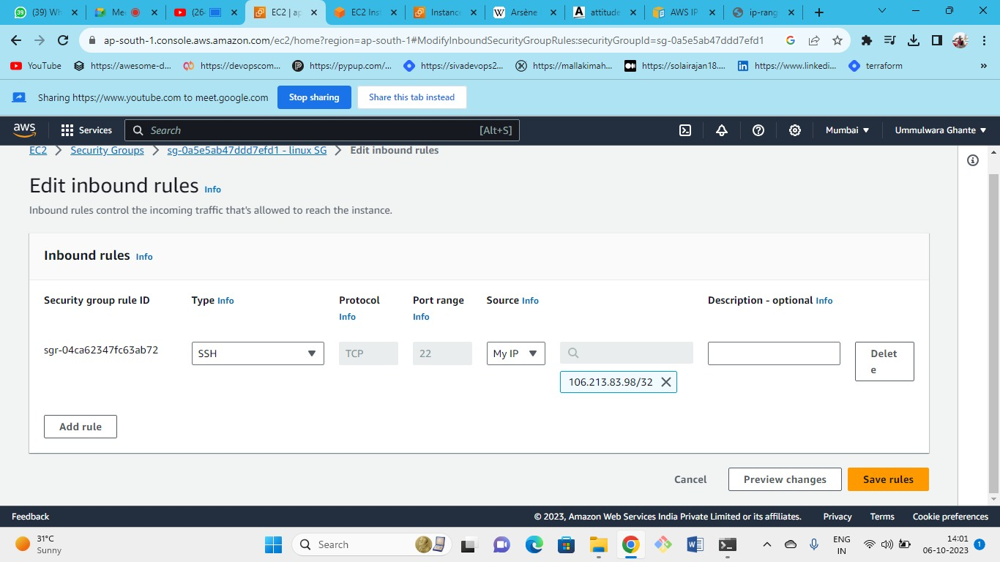 39 (39) Wh
Me
(26
EC2 | ap
EC2 Inst
Instance
W Arsène
A attitude
AWS IP
ip-rang
ap-south-1.console.aws.amazon.com/ec2/home?region=ap-south-1#ModifyInboundSecurityGroupRules:securityGroupId=sg-0a5e5ab47ddd7efd1
YouTube
https://awesome-d...
https://devopscom...
https://pypup.com/...
https://sivadevops2...
https://mallakimah...
https://solairajan18....
https://www.linkedi...
terraform
»
Sharing https://www.youtube.com to meet.google.com
Stop sharing
Share this tab instead
aws
Services
Search [Alt+S]
Mumbai
Ummulwara Ghante
EC2 > Security Groups > sg-0a5e5ab47ddd7efd1 - linux SG > Edit inbound rules
Edit inbound rules Info
Inbound rules control the incoming traffic that's allowed to reach the instance.
Inbound rules Info
Security group rule ID
Type Info
Protocol
Info
Port range
Info
Source Info
Description - optional Info
sgr-04ca62347fc63ab72
SSH
TCP
22
My IP
106.213.83.98/32
Delet
e
Add rule
Cancel
Preview changes
Save rules
Feedback
© 2023, Amazon Web Services India Private Limited or its affiliates.
Privacy
Terms
Cookie preferences
31°C
Sunny
Search
ENG
IN
14:01
06-10-2023
1